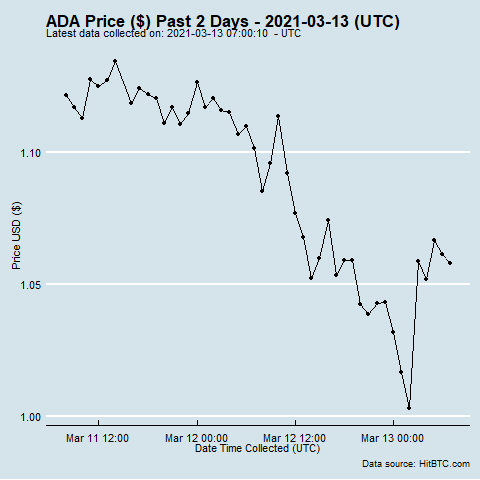 ADA Price ($) Past 2 Days - 2021-03-13 (UTC)
Latest data collected on: 2021-03-13 07:00:10 - UTC
1.10
1.05
1.00
Price USD ($)
Mar 11 12:00 Mar 12 00:00 Mar 12 12:00 Mar 13 00:00
Date Time Collected (UTC)
Data source: HitBTC.com